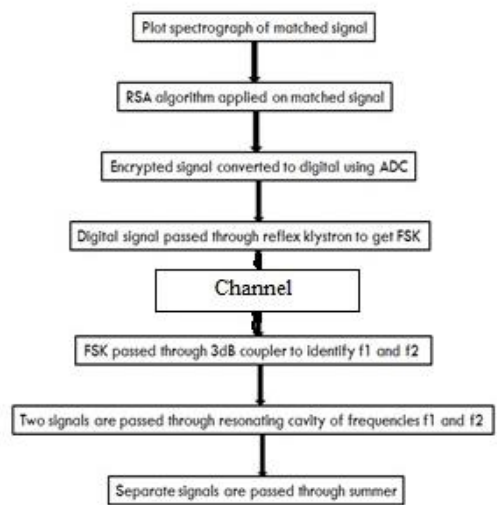 Plot spectrograph of matched signal
RSA algorithm applied on matched signal
Encrypted signal converted to digital using ADC
Digital signal passed through reflex klystron to get FSK
Channel
FSK passed through 3dB coupler to identify f1 and f2
Two signals are passed through resonating cavity of frequencies f1 and f2
Separate signals are passed through summer